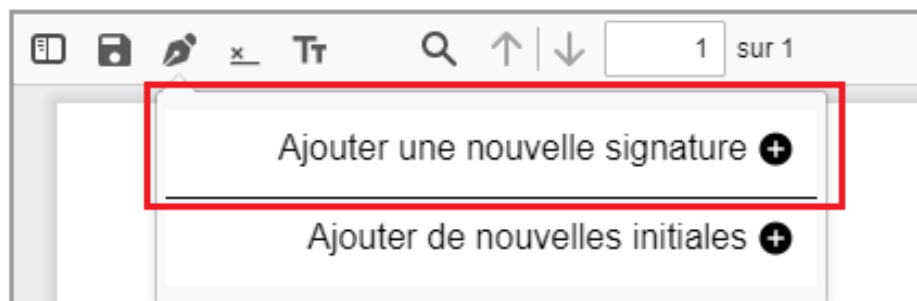 1 sur 1
Ajouter une nouvelle signature
Ajouter de nouvelles initiales